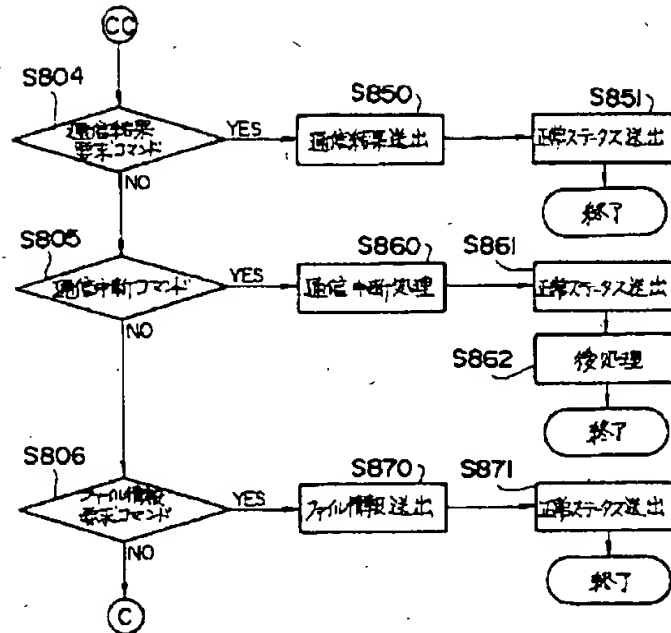 CC
S804
通信結果
要求コマンド
YES
S850
通信結果送出
S851
正常ステータス送出
終了
NO
S805
通信中断コマンド
YES
S860
通信中断処理
S861
正常ステータス送出
S862
後処理
終了
NO
S806
ファイル情報
要求コマンド
YES
S870
ファイル情報送出
S871
正常ステータス送出
終了
NO
C